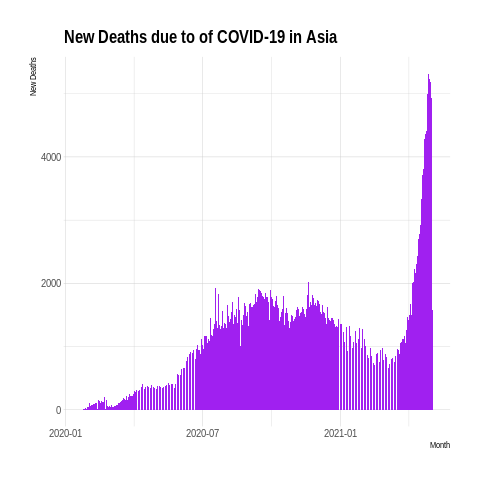 New Deaths due to of COVID-19 in Asia
New Deaths
4000
2000
0
2020-01
2020-07
2021-01
Month